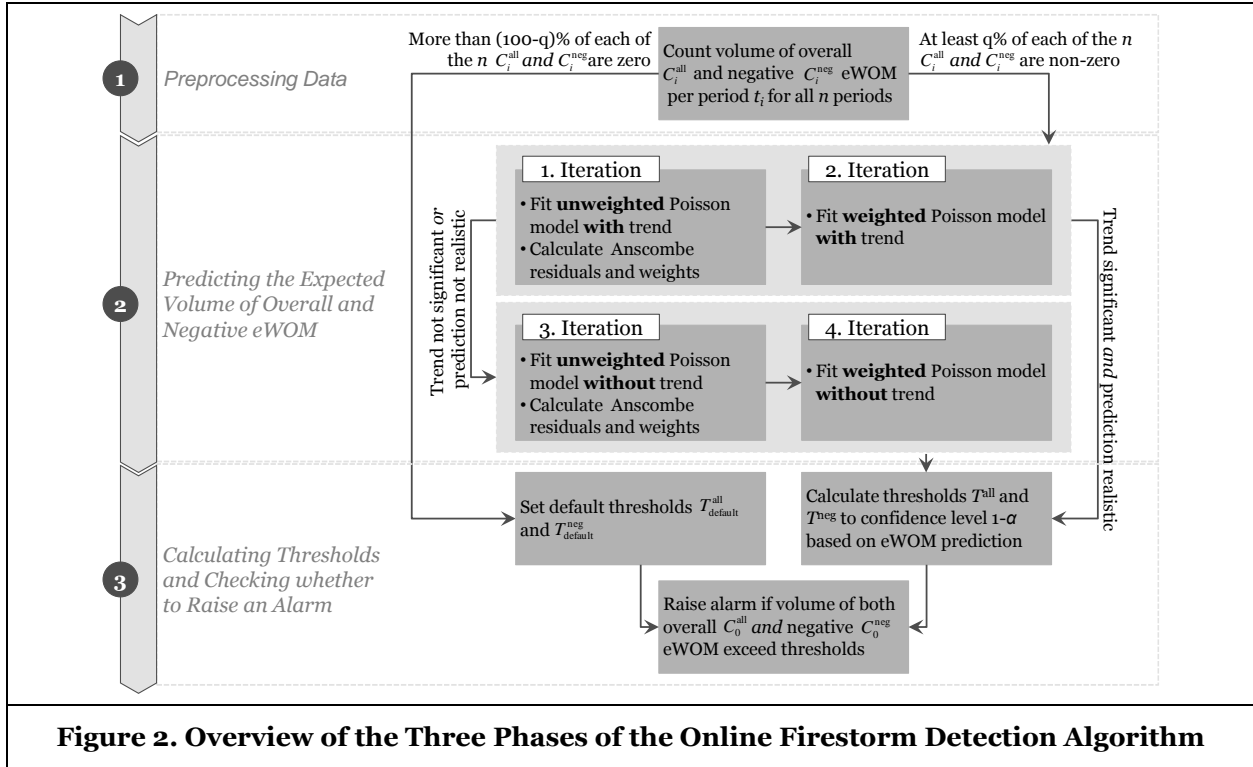 More than (100-q)% of each of
the n C_i^all and C_i^neg are zero
Count volume of overall
C_i^all and negative C_i^neg eWOM
per period t_i for all n periods
At least q% of each of the n
C_i^all and C_i^neg are non-zero
1
Preprocessing Data
1. Iteration
• Fit unweighted Poisson
model with trend
• Calculate Anscombe
residuals and weights
2. Iteration
• Fit weighted Poisson model
with trend
Trend not significant or
prediction not realistic
Trend significant and prediction
realistic
2
Predicting the Expected
Volume of Overall and
Negative eWOM
3. Iteration
• Fit unweighted Poisson
model without trend
• Calculate Anscombe
residuals and weights
4. Iteration
• Fit weighted Poisson model
without trend
3
Calculating Thresholds
and Checking whether
to Raise an Alarm
Set default thresholds T_default^all
and T_default^neg
Calculate thresholds T^all and
T^neg to confidence level 1-α
based on eWOM prediction
Raise alarm if volume of both
overall C_0^all and negative C_0^neg
eWOM exceed thresholds
Figure 2. Overview of the Three Phases of the Online Firestorm Detection Algorithm